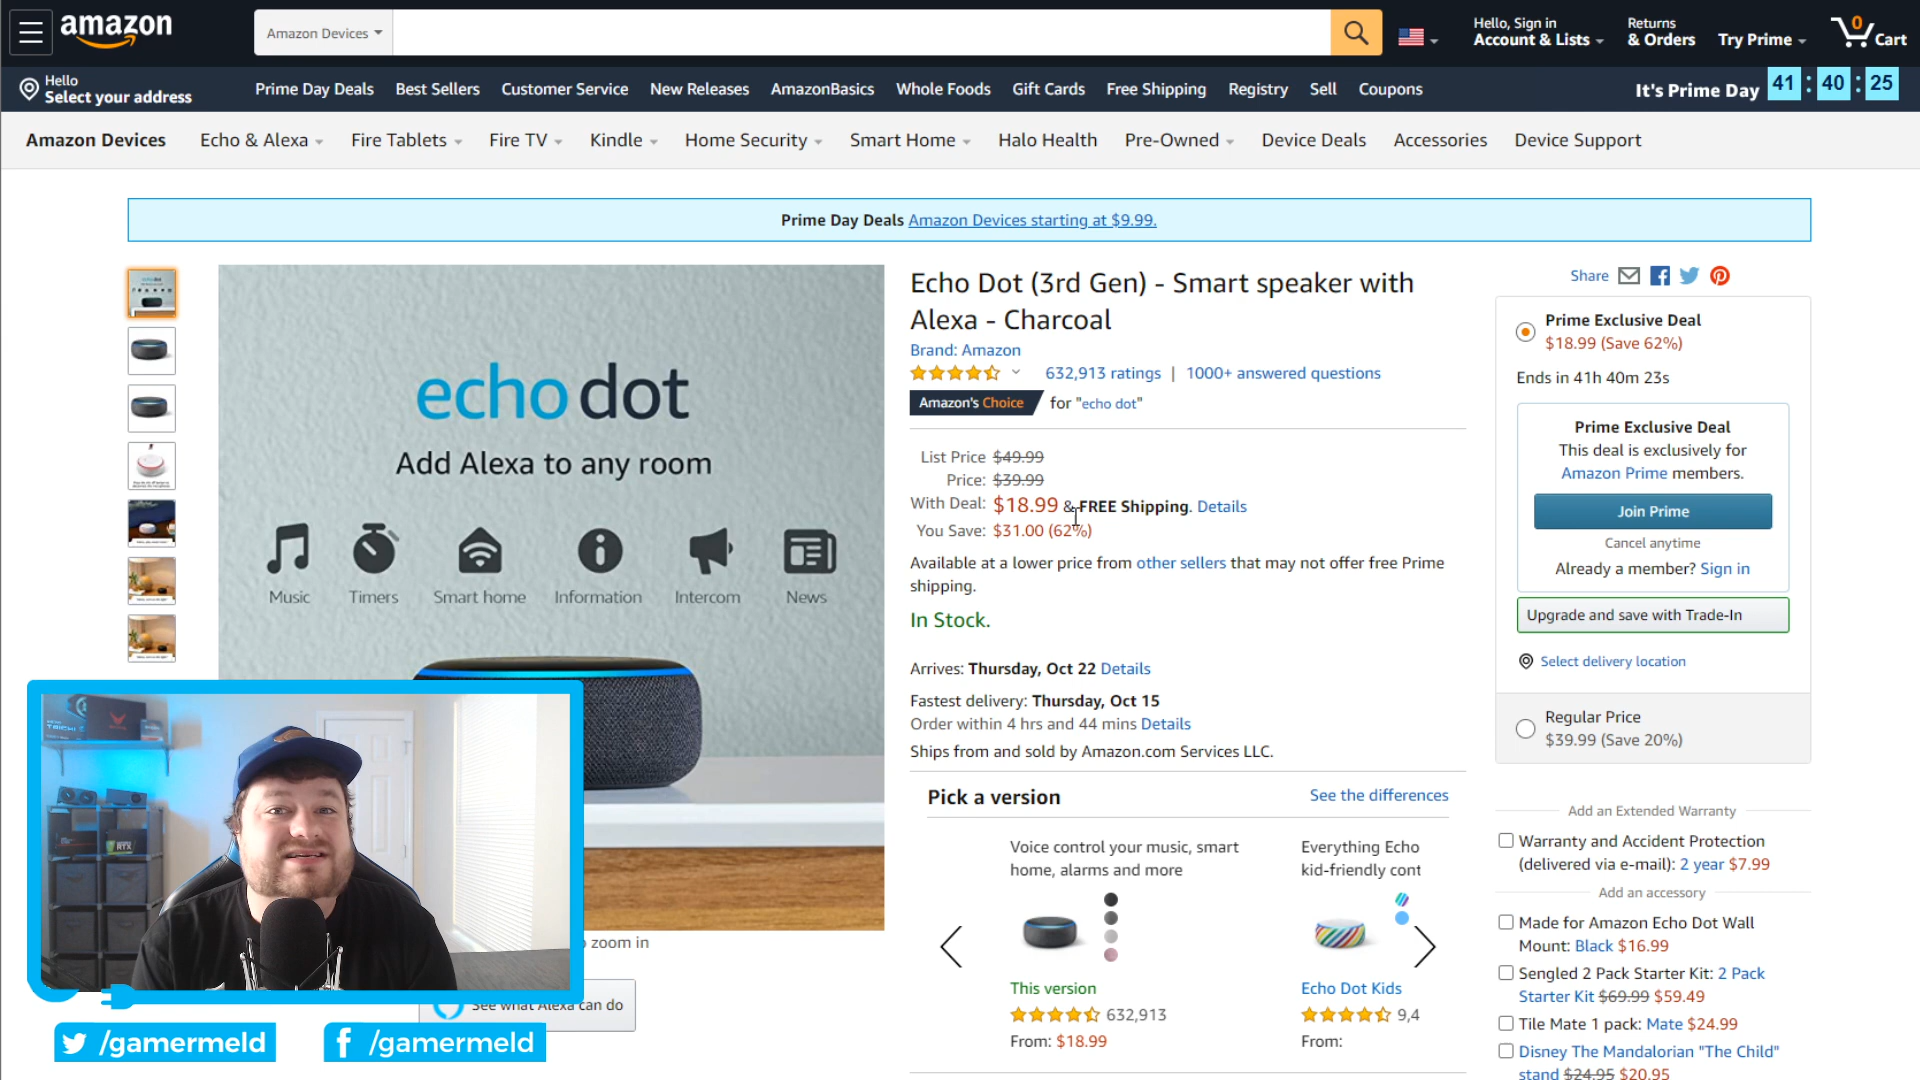 amazon
Amazon Devices
Hello, Sign in
Account & Lists
Returns
& Orders
Try Prime
0
Cart
Hello
Select your address
Prime Day Deals
Best Sellers
Customer Service
New Releases
AmazonBasics
Whole Foods
Gift Cards
Free Shipping
Registry
Sell
Coupons
It's Prime Day 41 : 40 : 25
Amazon Devices
Echo & Alexa
Fire Tablets
Fire TV
Kindle
Home Security
Smart Home
Halo Health
Pre-Owned
Device Deals
Accessories
Device Support
Prime Day Deals Amazon Devices starting at $9.99.
echo dot
Add Alexa to any room
Music
Timers
Smart home
Information
Intercom
News
zoom in
See what Alexa can do
/gamermeld
/gamermeld
Echo Dot (3rd Gen) - Smart speaker with
Alexa - Charcoal
Brand: Amazon
632,913 ratings | 1000+ answered questions
Amazon's Choice for "echo dot"
List Price $49.99
Price: $39.99
With Deal: $18.99 & FREE Shipping. Details
You Save: $31.00 (62%)
Available at a lower price from other sellers that may not offer free Prime
shipping.
In Stock.
Arrives: Thursday, Oct 22 Details
Fastest delivery: Thursday, Oct 15
Order within 4 hrs and 44 mins Details
Ships from and sold by Amazon.com Services LLC.
Pick a version
See the differences
Voice control your music, smart
home, alarms and more
This version
632,913
From: $18.99
Everything Echo
kid-friendly cont
Echo Dot Kids
9,4
From:
Share
Prime Exclusive Deal
$18.99 (Save 62%)
Ends in 41h 40m 23s
Prime Exclusive Deal
This deal is exclusively for
Amazon Prime members.
Join Prime
Cancel anytime
Already a member? Sign in
Upgrade and save with Trade-In
Select delivery location
Regular Price
$39.99 (Save 20%)
Add an Extended Warranty
Warranty and Accident Protection
(delivered via e-mail): 2 year $7.99
Add an accessory
Made for Amazon Echo Dot Wall
Mount: Black $16.99
Sengled 2 Pack Starter Kit: 2 Pack
Starter Kit $69.99 $59.49
Tile Mate 1 pack: Mate $24.99
Disney The Mandalorian "The Child"
stand $24.95 $20.95